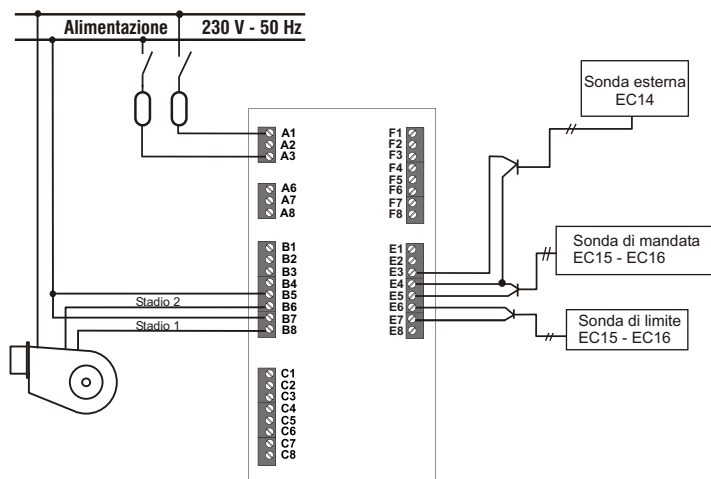 Alimentazione 230 V - 50 Hz
Sonda esterna
EC14
A1
A2
A3
A6
A7
A8
B1
B2
B3
B4
B5
B6
B7
B8
Stadio 2
Stadio 1
C1
C2
C3
C4
C5
C6
C7
C8
F1
F2
F3
F4
F5
F6
F7
F8
E1
E2
E3
E4
E5
E6
E7
E8
Sonda di mandata
EC15 - EC16
Sonda di limite
EC15 - EC16